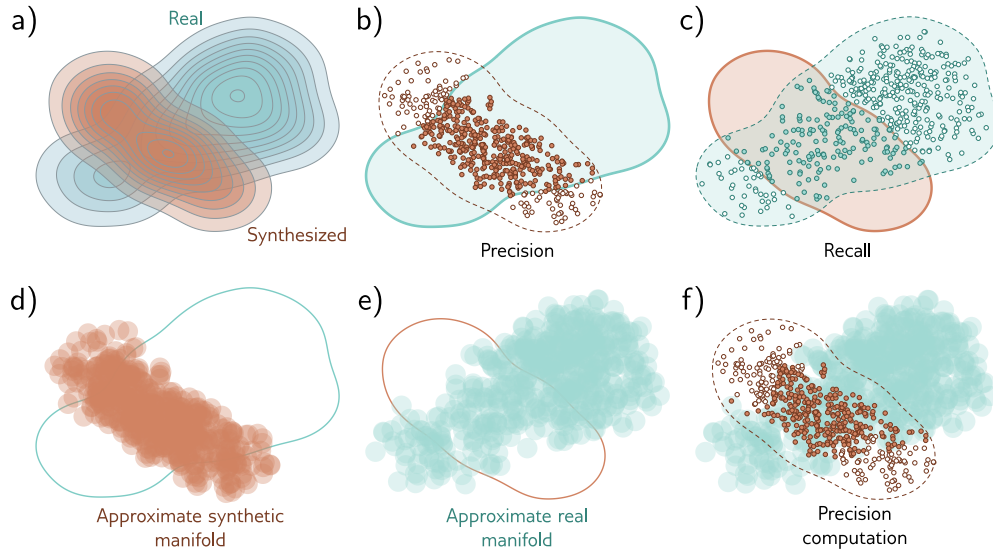 a)
Real
Synthesized
b)
Precision
c)
Recall
d)
Approximate synthetic
manifold
e)
Approximate real
manifold
f)
Precision
computation